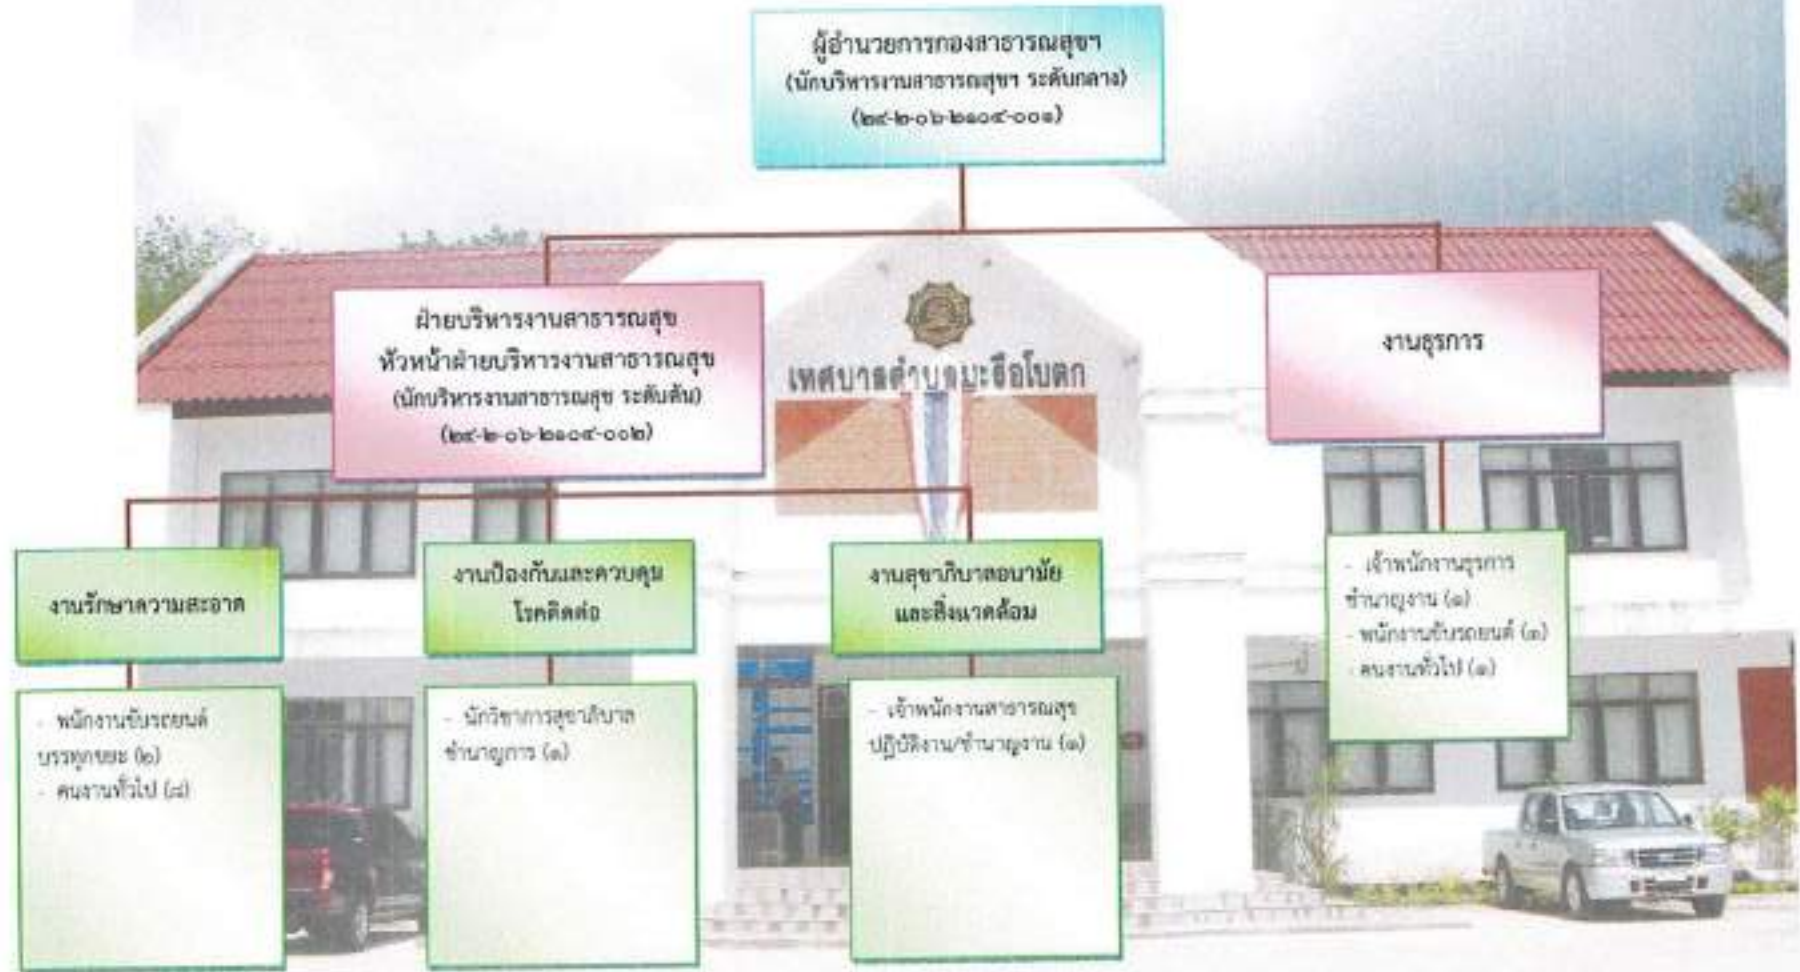 ผู้อำนวยการกองสาธารณสุขฯ
(นักบริหารงานสาธารณสุขฯ ระดับกลาง)
(๒๙-๒-๐๖-๒๑๐๔-๐๐๑)
ฝ่ายบริหารงานสาธารณสุข
หัวหน้าฝ่ายบริหารงานสาธารณสุข
(นักบริหารงานสาธารณสุข ระดับต้น)
(๒๙-๒-๐๖-๒๑๐๔-๐๐๒)
งานธุรการ
เทศบาลตำบลมะรือโบตก
งานรักษาความสะอาด
งานป้องกันและควบคุม
โรคติดต่อ
งานสุขาภิบาลอนามัย
และสิ่งแวดล้อม
- เจ้าพนักงานธุรการ
ชำนาญงาน (๑)
- พนักงานขับรถยนต์ (๑)
- คนงานทั่วไป (๑)
- พนักงานขับรถยนต์
บรรทุกขยะ (๒)
- คนงานทั่วไป (๘)
- นักวิชาการสุขาภิบาล
ชำนาญการ (๑)
- เจ้าพนักงานสาธารณสุข
ปฏิบัติงาน/ชำนาญงาน (๑)